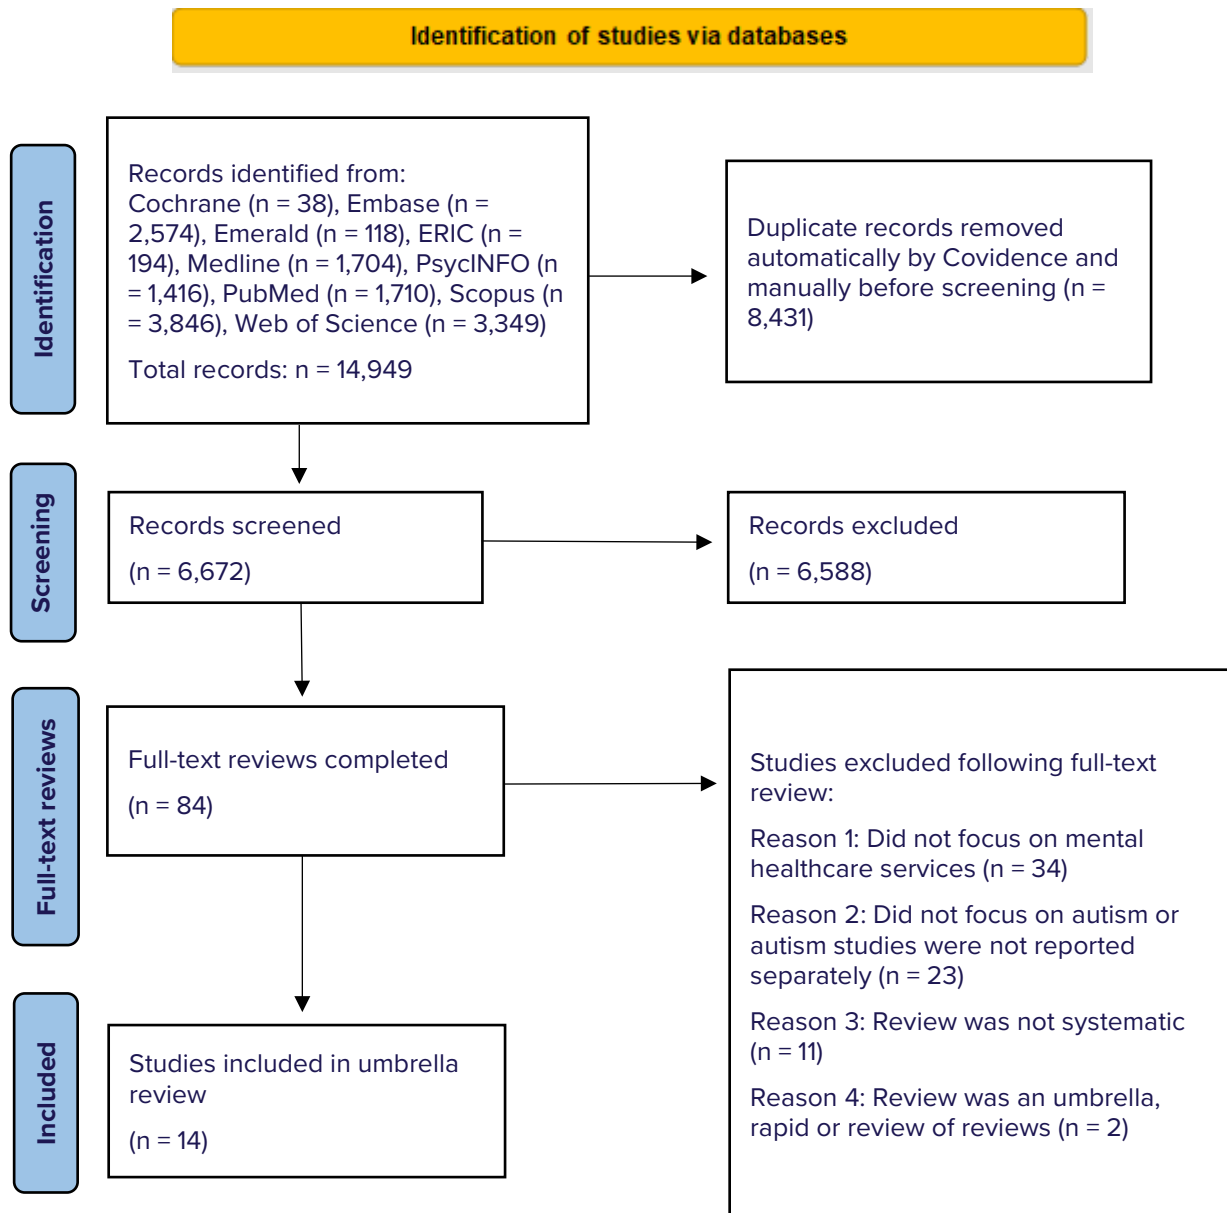 Identification of studies via databases
Identification
Records identified from:
Cochrane (n = 38), Embase (n =
2,574), Emerald (n = 118), ERIC (n =
194), Medline (n = 1,704), PsycINFO (n
= 1,416), PubMed (n = 1,710), Scopus (n
= 3,846), Web of Science (n = 3,349)
Total records: n = 14,949
Duplicate records removed
automatically by Covidence and
manually before screening (n =
8,431)
Screening
Records screened
(n = 6,672)
Records excluded
(n = 6,588)
Full-text reviews
Full-text reviews completed
(n = 84)
Studies excluded following full-text
review:
Reason 1: Did not focus on mental
healthcare services (n = 34)
Reason 2: Did not focus on autism or
autism studies were not reported
separately (n = 23)
Reason 3: Review was not systematic
(n = 11)
Reason 4: Review was an umbrella,
rapid or review of reviews (n = 2)
Included
Studies included in umbrella
review
(n = 14)